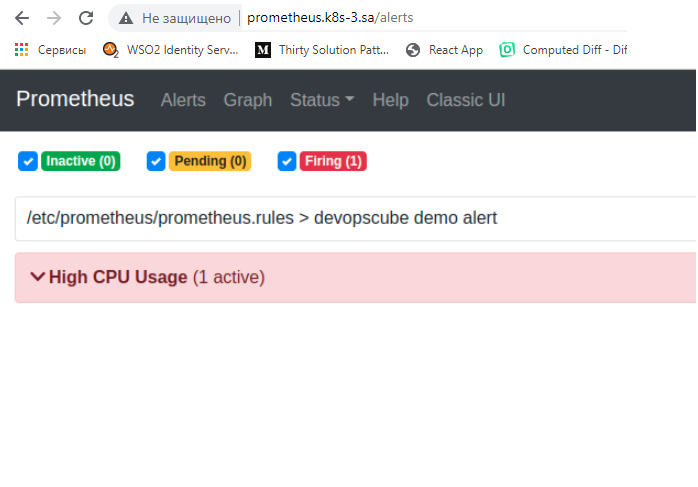 Не защищено prometheus.k8s-3.sa/alerts
Сервисы WSO2 Identity Serv... Thirty Solution Patt... React App Computed Diff - Dif
Prometheus Alerts Graph Status Help Classic UI
Inactive (0) Pending (0) Firing (1)
/etc/prometheus/prometheus.rules > devopscube demo alert
High CPU Usage (1 active)